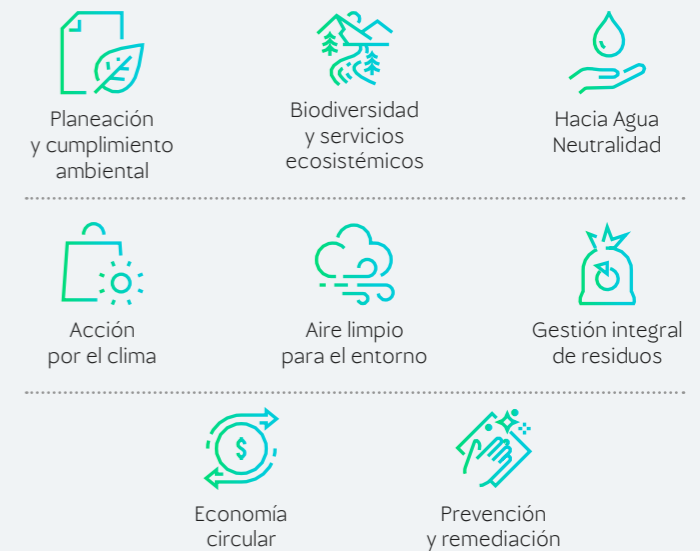 Planeación
y cumplimiento
ambiental
Biodiversidad
y servicios
ecosistémicos
Hacia Agua
Neutralidad
Acción
por el clima
Aire limpio
para el entorno
Gestión integral
de residuos
$
Economía
circular
Prevención
y remediación